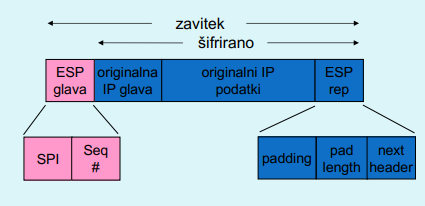 zavitek
šifrirano
ESP
glava
originalna
IP glava
originalni IP
podatki
ESP
rep
SPI
Seq
#
padding
pad
length
next
header